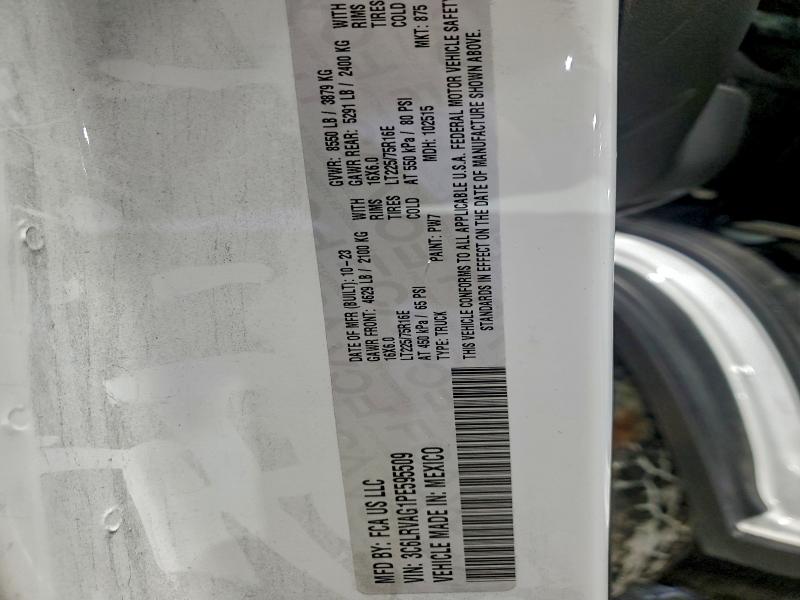 MFD BY: FCA US LLC
VIN: 3C6LRVAG1PE595509
VEHICLE MADE IN: MEXICO
DATE OF MFR (BUILT): 10-23 GVWR: 8550 LB / 3879 KG
GAWR FRONT: 4629 LB / 2100 KG WITH GAWR REAR: 5291 LB / 2400 KG WITH
16X6.0 RIMS 16X6.0 RIMS
LT225/75R16E TIRES LT225/75R16E TIRES
AT 450 kPa / 65 PSI COLD AT 550 kPa / 80 PSI COLD
TYPE: TRUCK PAINT: PW7 MDH: 102515 MKT: 875
THIS VEHICLE CONFORMS TO ALL APPLICABLE U.S.A. FEDERAL MOTOR VEHICLE SAFETY
STANDARDS IN EFFECT ON THE DATE OF MANUFACTURE SHOWN ABOVE.